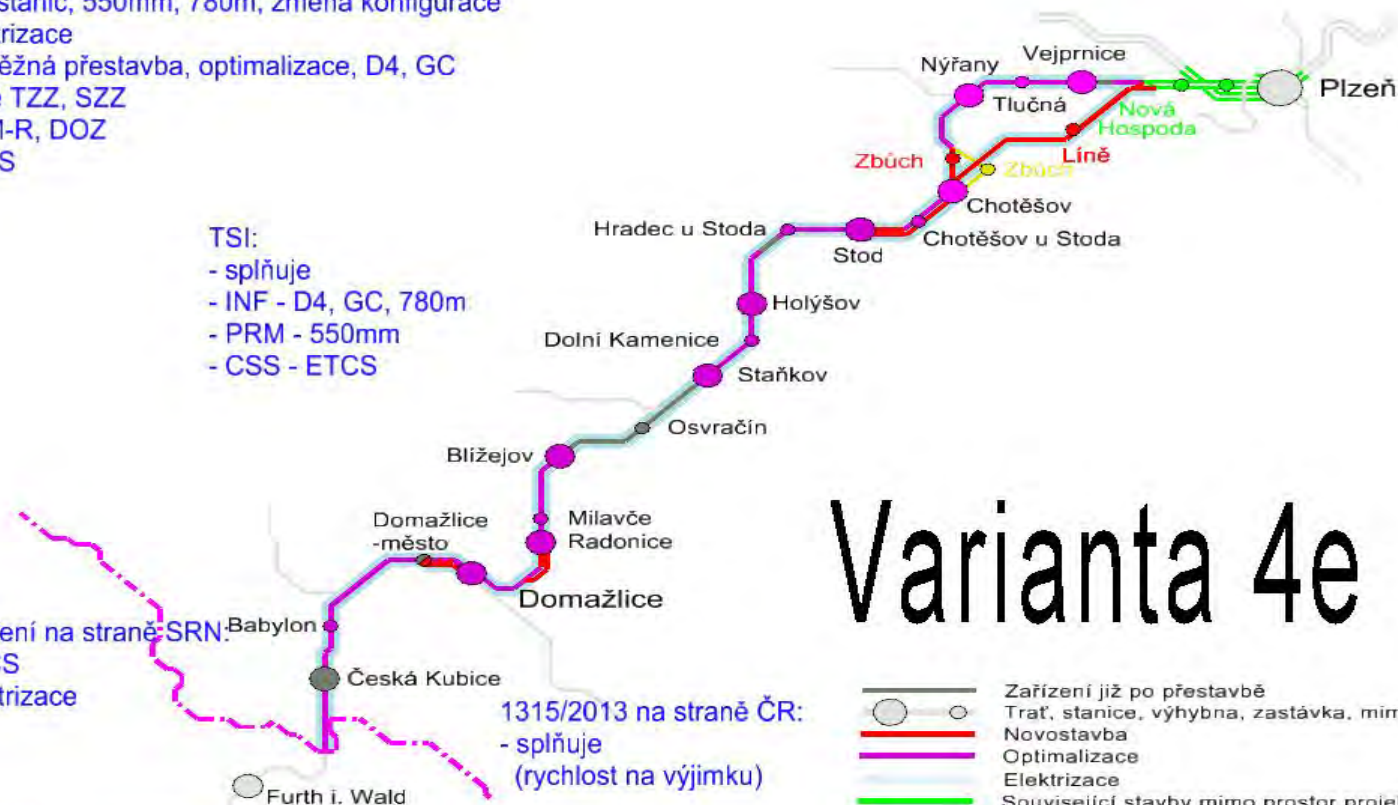 stanic, 550mm, 780m, změna konfigurace
trizace
ěžná přestavba, optimalizace, D4, GC
TZZ, SZZ
M-R, DOZ
S
TSI:
- splňuje
- INF - D4, GC, 780m
- PRM - 550mm
- CSS - ETCS
Nýřany
Vejprnice
Plzeň
Tlučná
Nová
Hospoda
Líně
Zbůch
Zbůch
Chotěšov
Hradec u Stoda
Chotěšov u Stoda
Stod
Holýšov
Dolní Kamenice
Staňkov
Osvračín
Blížejov
Domažlice
-město
Milavče
Radonice
Domažlice
Varianta 4e
ení na straně SRN:
CS
trizace
Babylon
Česká Kubice
1315/2013 na straně ČR:
- splňuje
(rychlost na výjimku)
Furth i. Wald
Zařízení již po přestavbě
Trať, stanice, výhybna, zastávka, mim
Novostavba
Optimalizace
Elektrizace
Související stavby mimo prostor proje